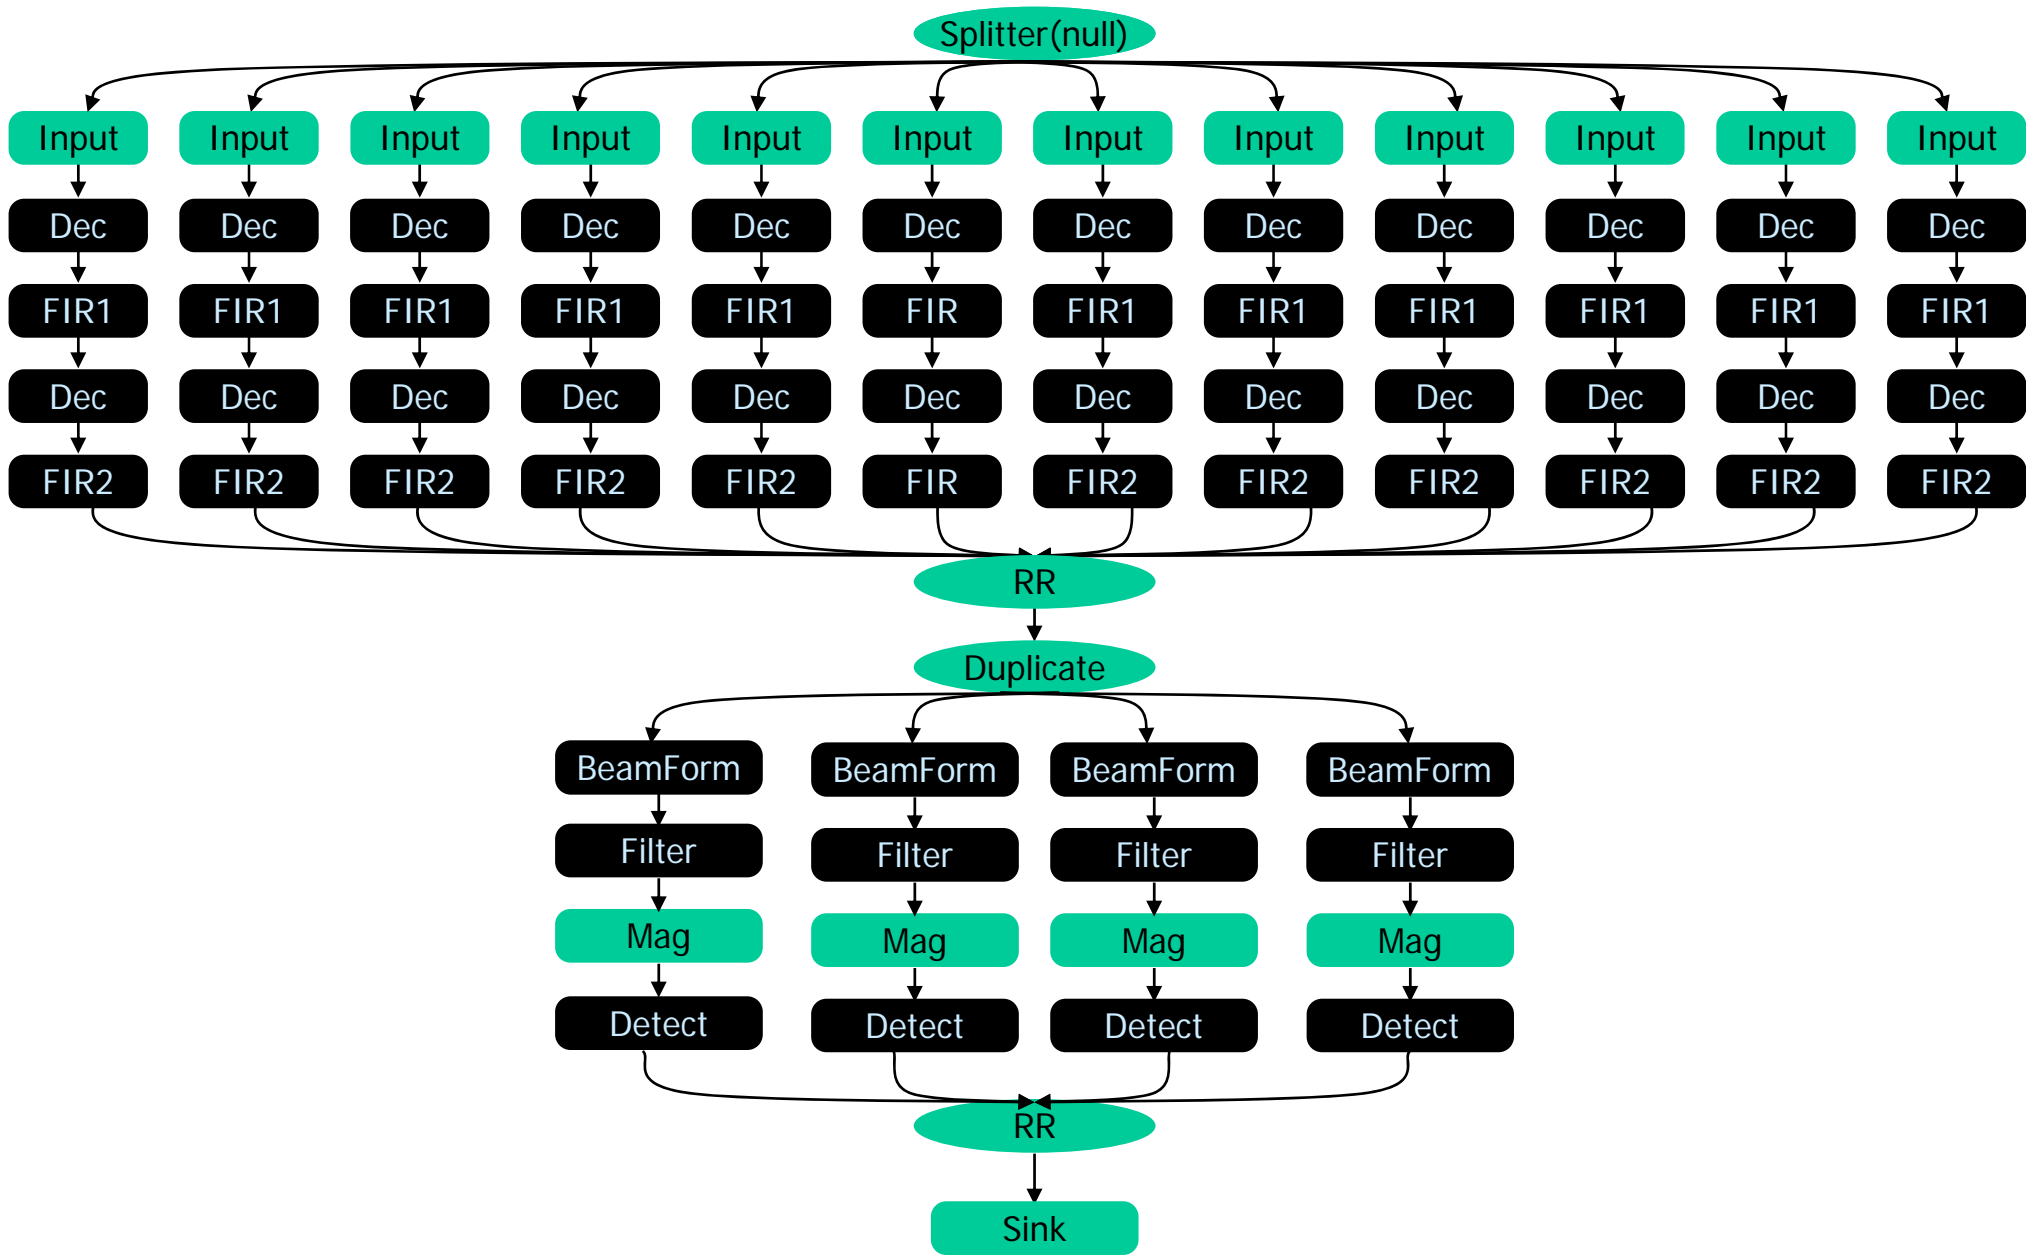 Splitter(null)
Input Input Input Input Input Input Input Input Input Input Input Input
Dec Dec Dec Dec Dec Dec Dec Dec Dec Dec Dec Dec
FIR1 FIR1 FIR1 FIR1 FIR1 FIR FIR1 FIR1 FIR1 FIR1 FIR1 FIR1
Dec Dec Dec Dec Dec Dec Dec Dec Dec Dec Dec Dec
FIR2 FIR2 FIR2 FIR2 FIR2 FIR FIR2 FIR2 FIR2 FIR2 FIR2 FIR2
RR
Duplicate
BeamForm BeamForm BeamForm BeamForm
Filter Filter Filter Filter
Mag Mag Mag Mag
Detect Detect Detect Detect
RR
Sink